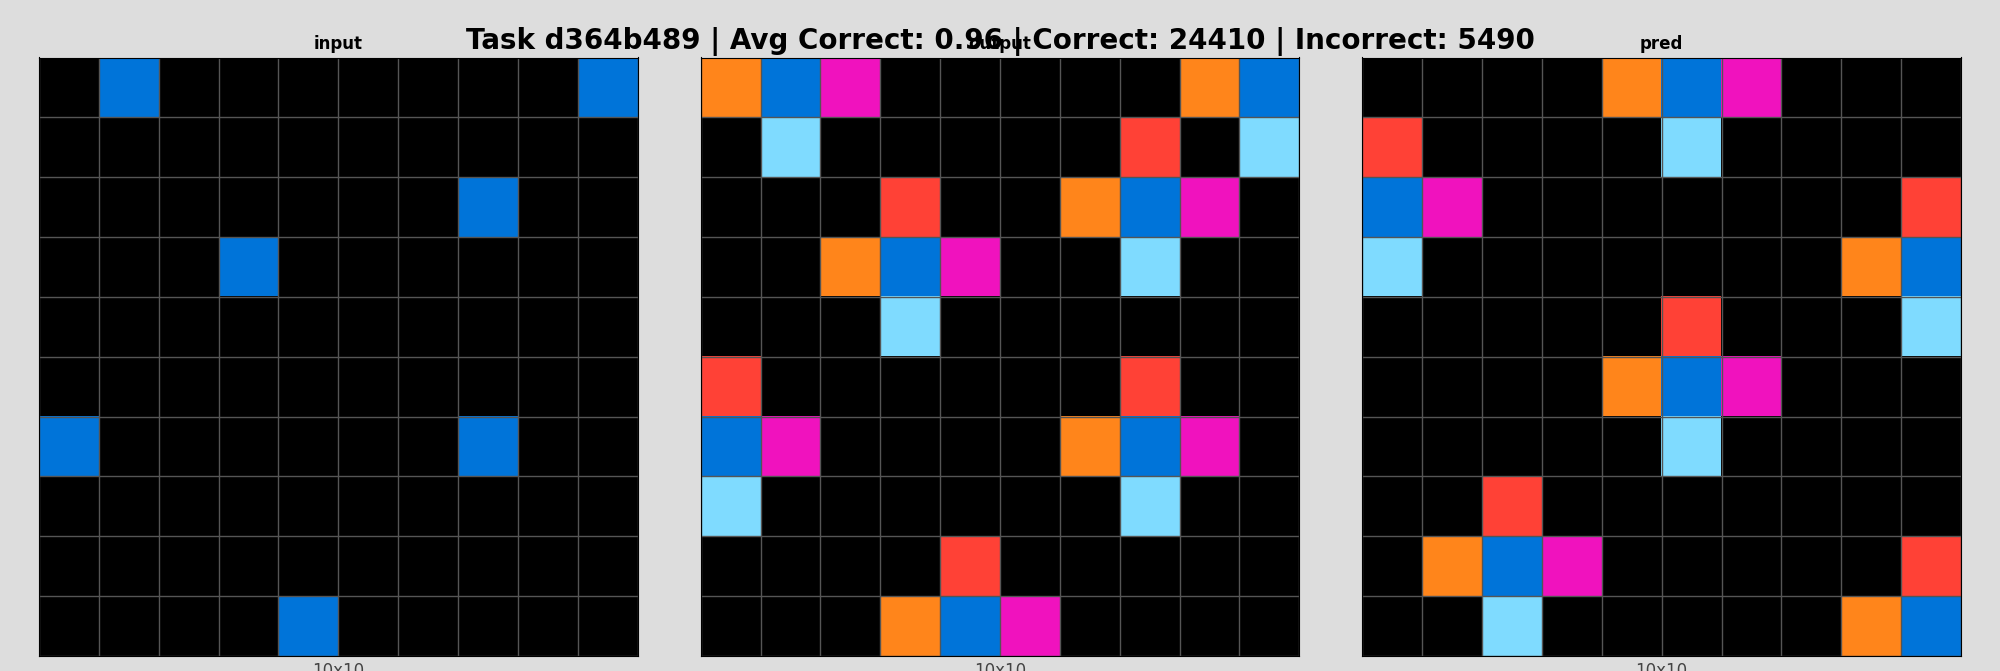 Task d364b489 | Avg Correct: 0.96 | Correct: 24410 | Incorrect: 5490
input
output
pred
10x10
10x10
10x10